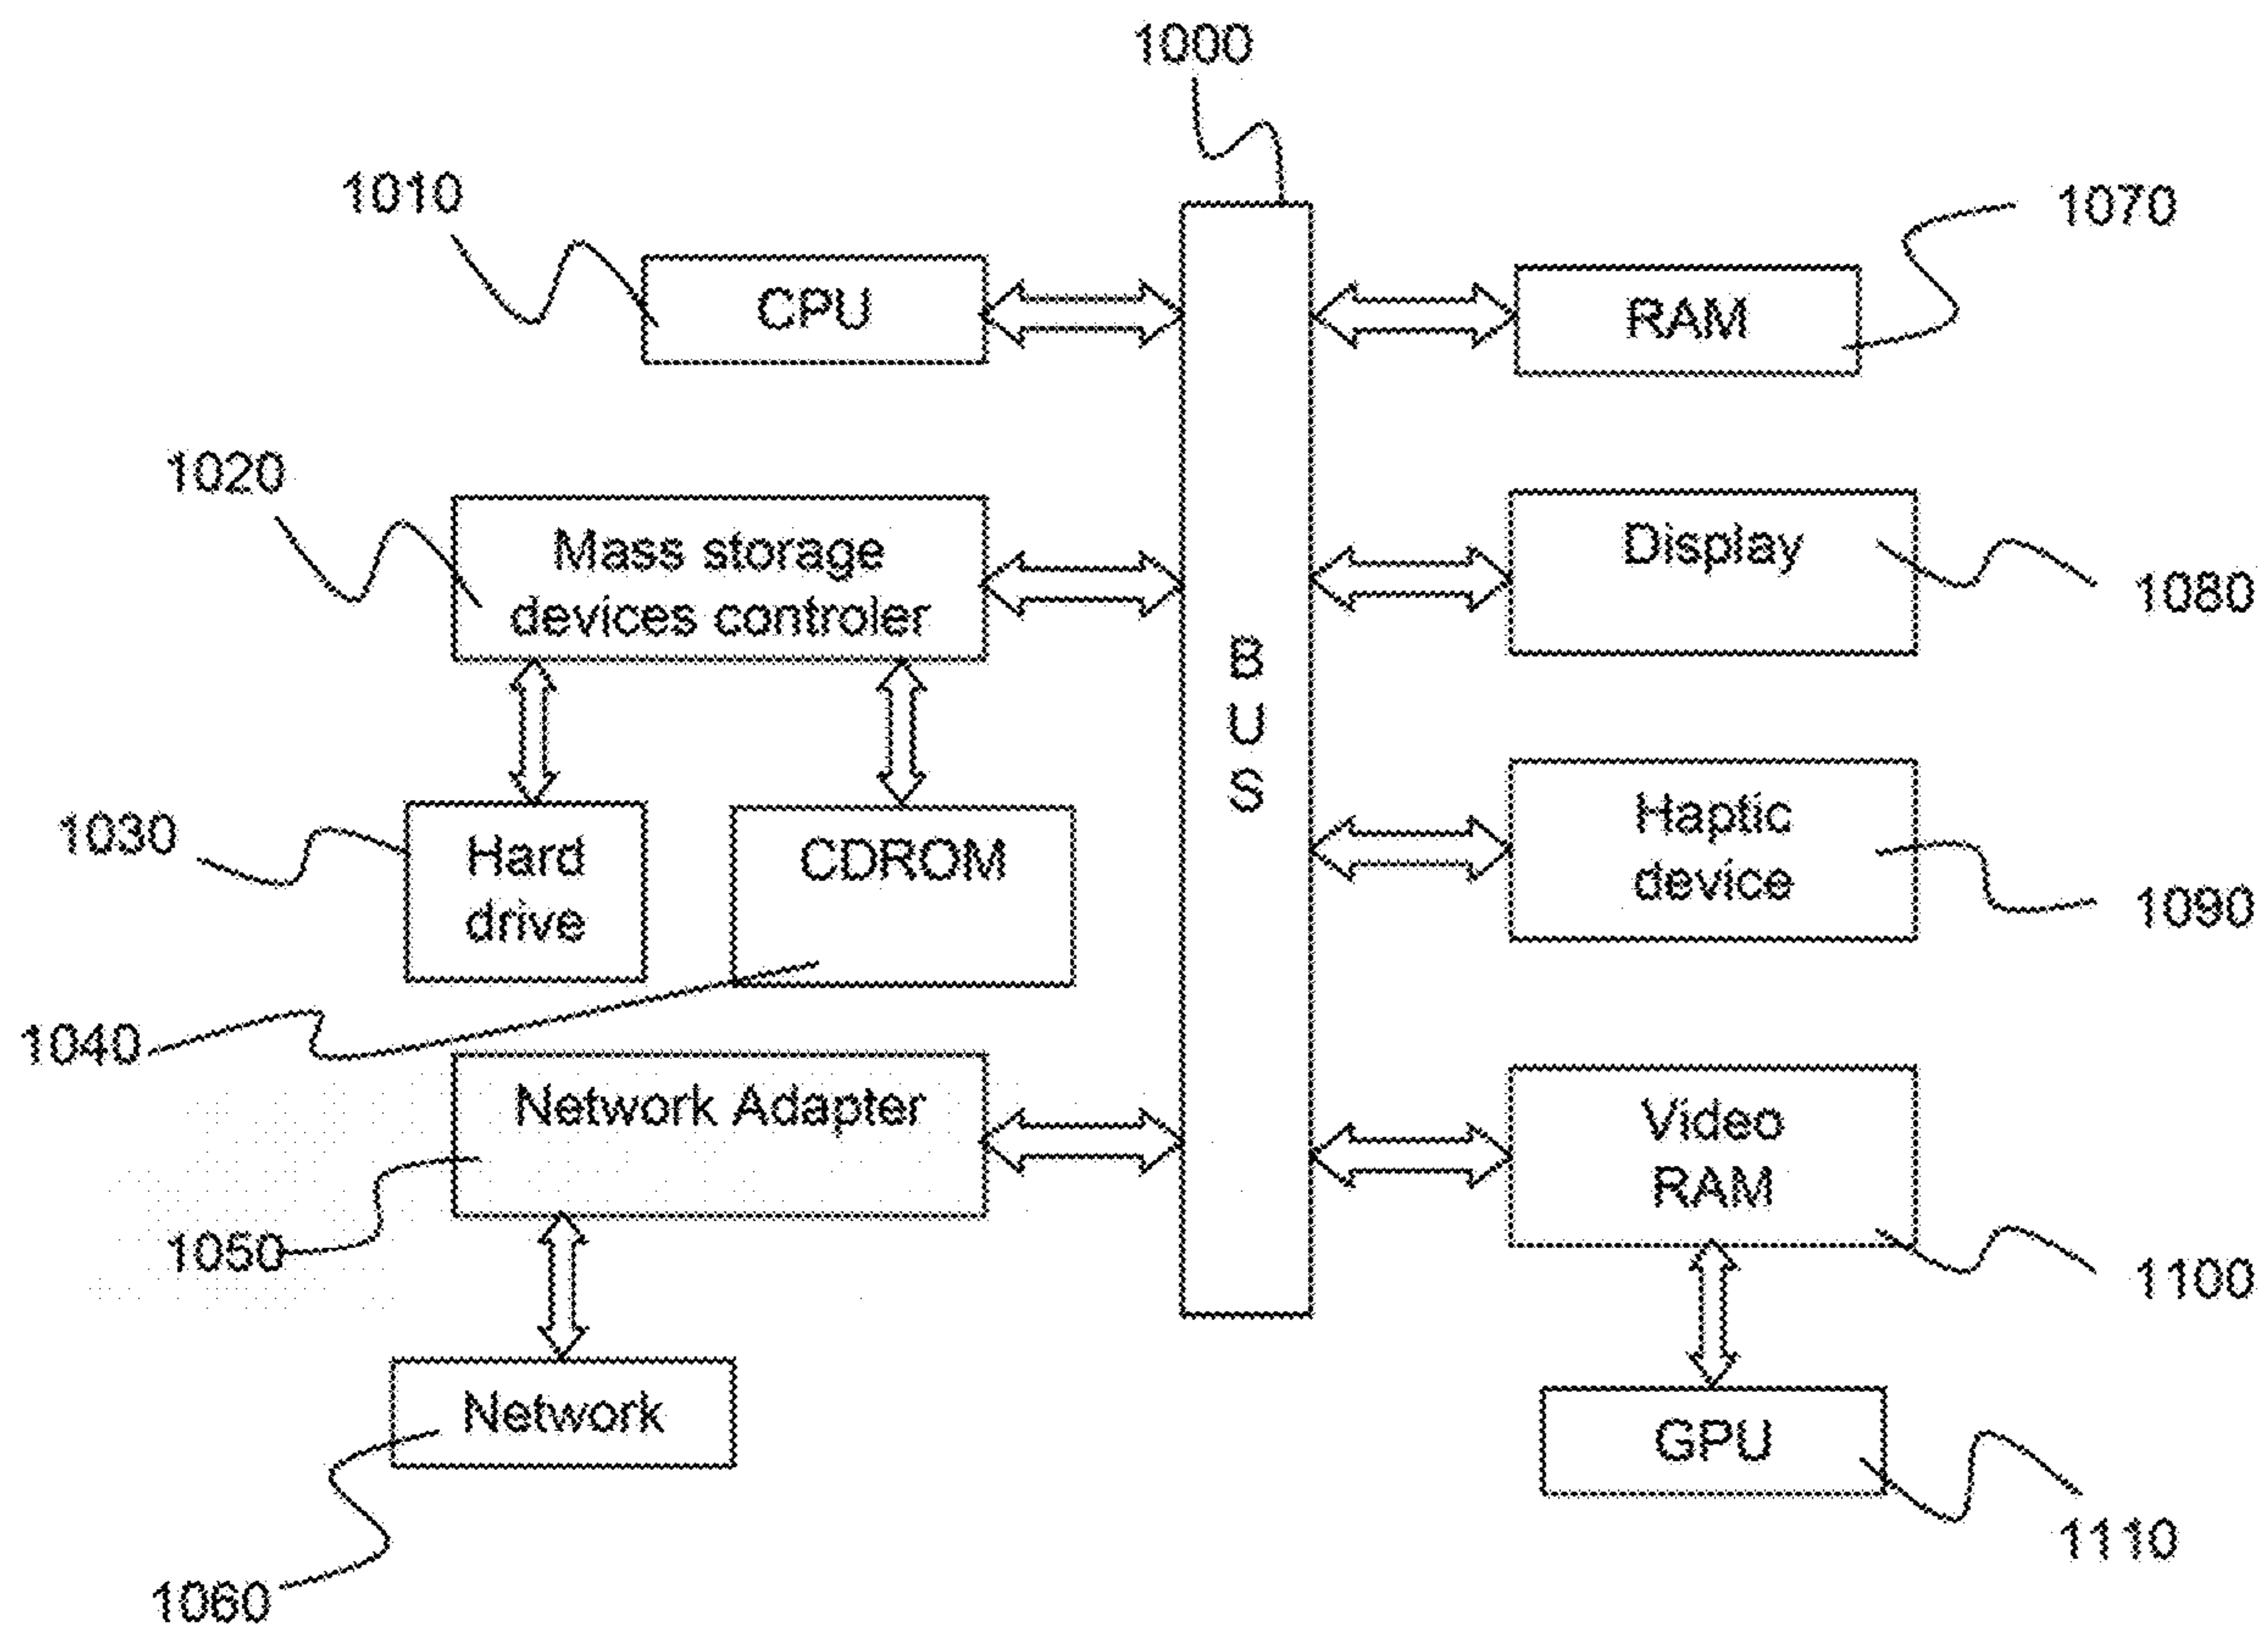 1000
1010
CPU
RAM
1070
1020
Mass storage
devices controler
Display
1080
B
U
S
1030
Hard
drive
CDROM
Haptic
device
1090
1040
Network Adapter
1050
Video
RAM
1100
Network
1060
GPU
1110